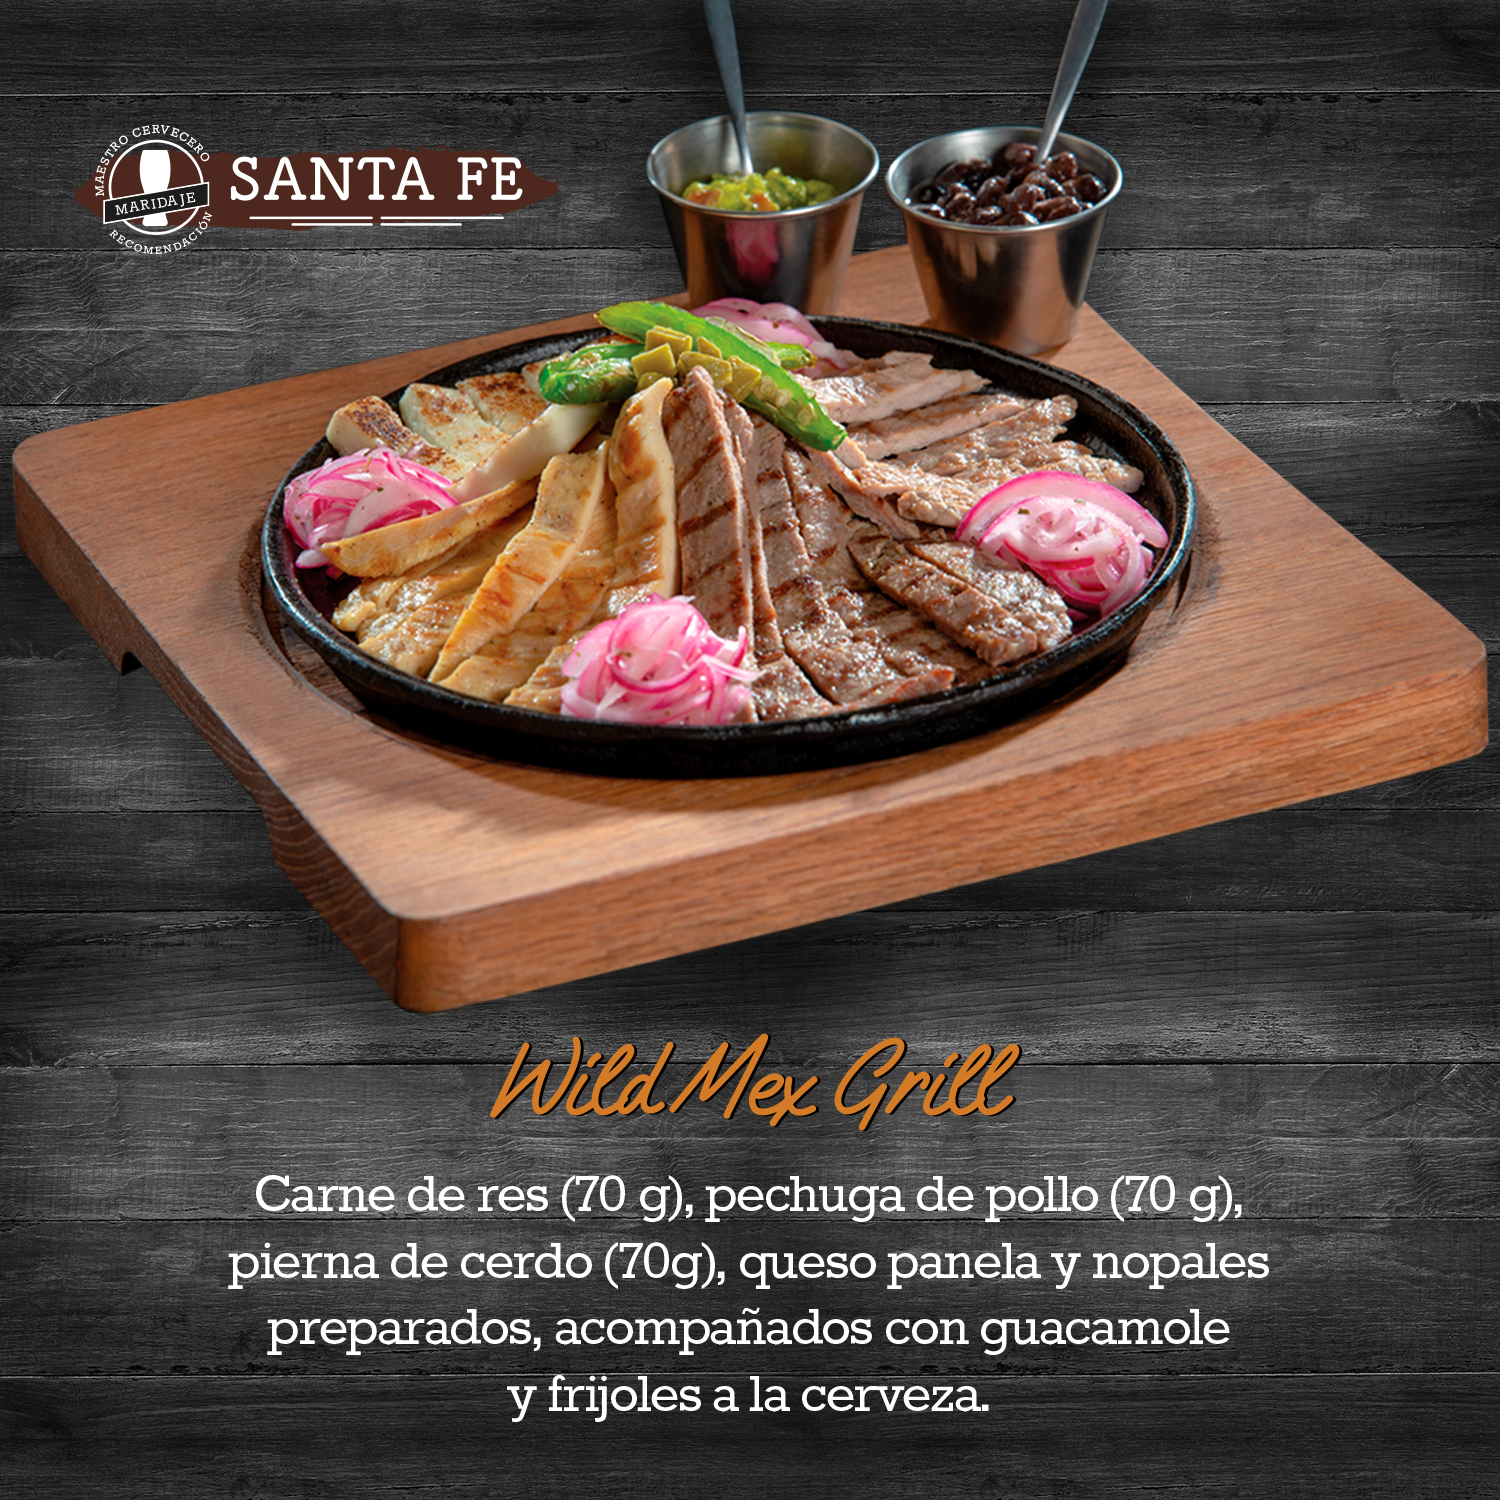 MAESTRO CERVECERO
MARIDAJE
RECOMENDACIÓN
SANTA FE
Wild Mex Grill
Carne de res (70 g), pechuga de pollo (70 g),
pierna de cerdo (70g), queso panela y nopales
preparados, acompañados con guacamole
y frijoles a la cerveza.